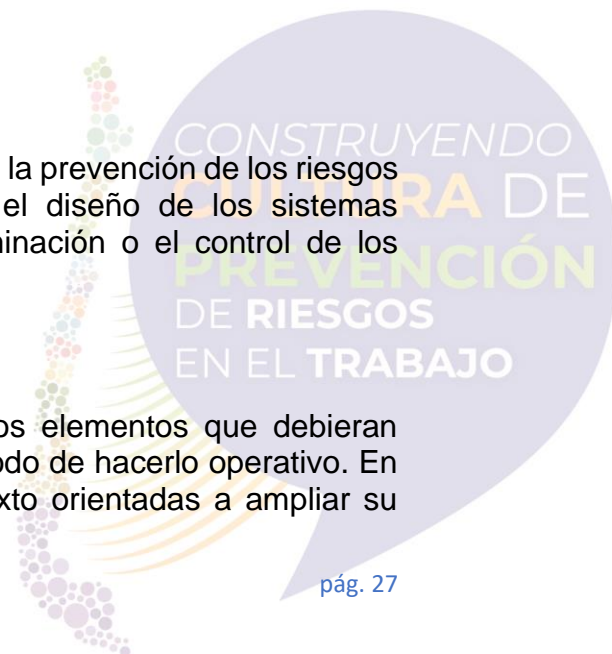 CONSTRUYENDO
la prevención de los riesgos
el diseño de los sistemas
CULTURA DE
minación o el control de los
PREVENCIÓN
DE RIESGOS
EN EL TRABAJO
os elementos que debieran
odo de hacerlo operativo. En
xto orientadas a ampliar su
pág. 27